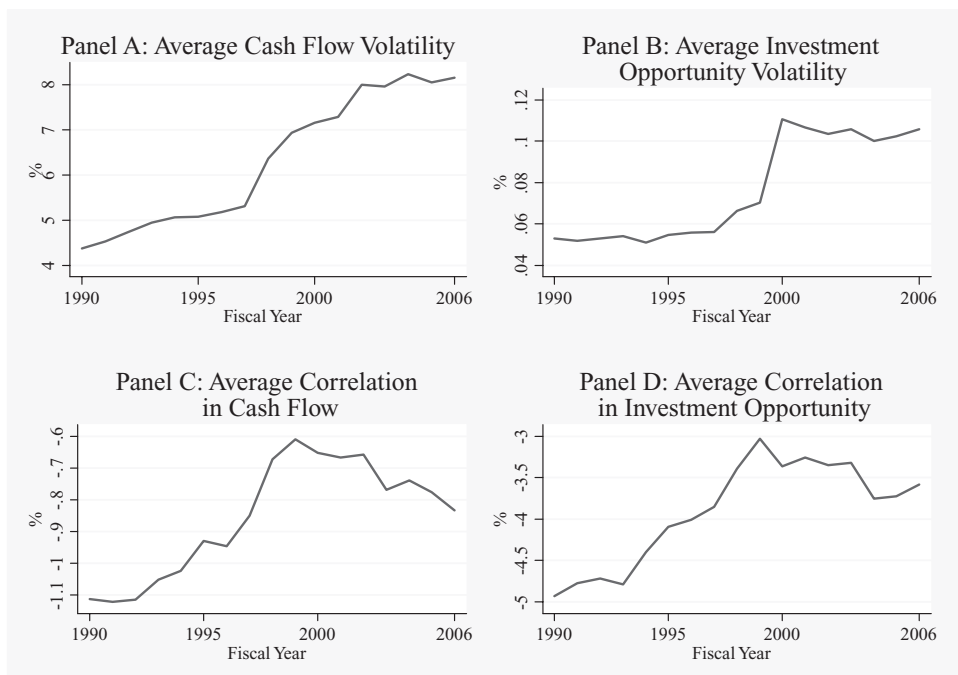 Panel A: Average Cash Flow Volatility
%
8
7
6
5
4
1990 1995 2000 2006
Fiscal Year
Panel B: Average Investment
Opportunity Volatility
%
.12
.1
.08
.06
.04
1990 1995 2000 2006
Fiscal Year
Panel C: Average Correlation
in Cash Flow
%
-.6
-.7
-.8
-.9
-1
-1.1
1990 1995 2000 2006
Fiscal Year
Panel D: Average Correlation
in Investment Opportunity
%
-3
-3.5
-4
-4.5
-5
1990 1995 2000 2006
Fiscal Year